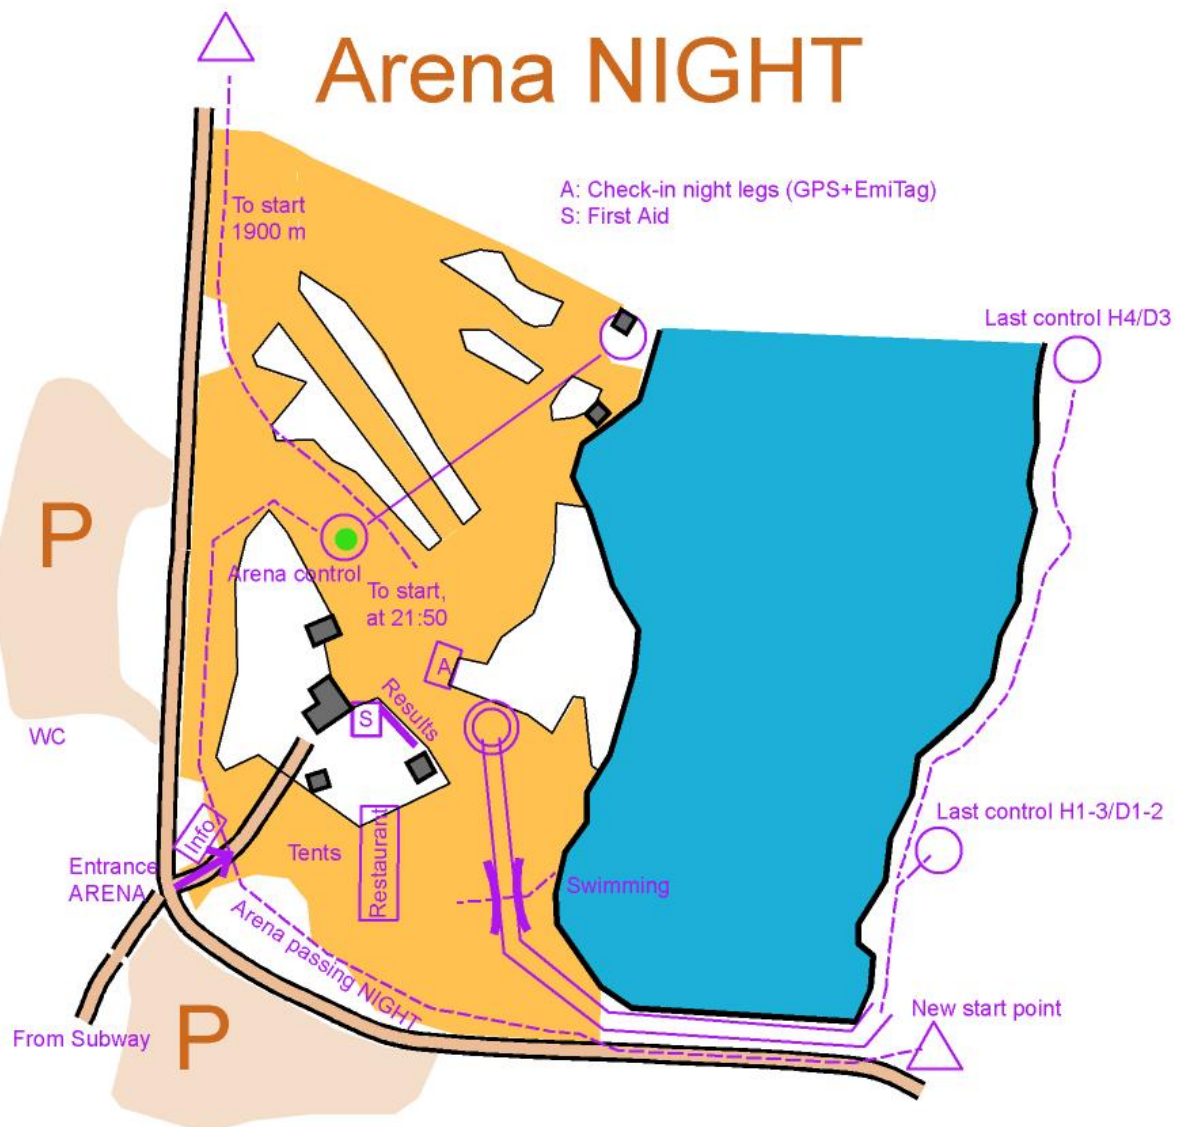 Arena NIGHT
A: Check-in night legs (GPS+EmiTag)
S: First Aid
To start
1900 m
Last control H4/D3
P
Arena control
To start,
at 21:50
A
Results
S
WC
Last control H1-3/D1-2
Info
Tents
Restaurant
Swimming
Entrance
ARENA
Arena passing NIGHT
New start point
From Subway
P